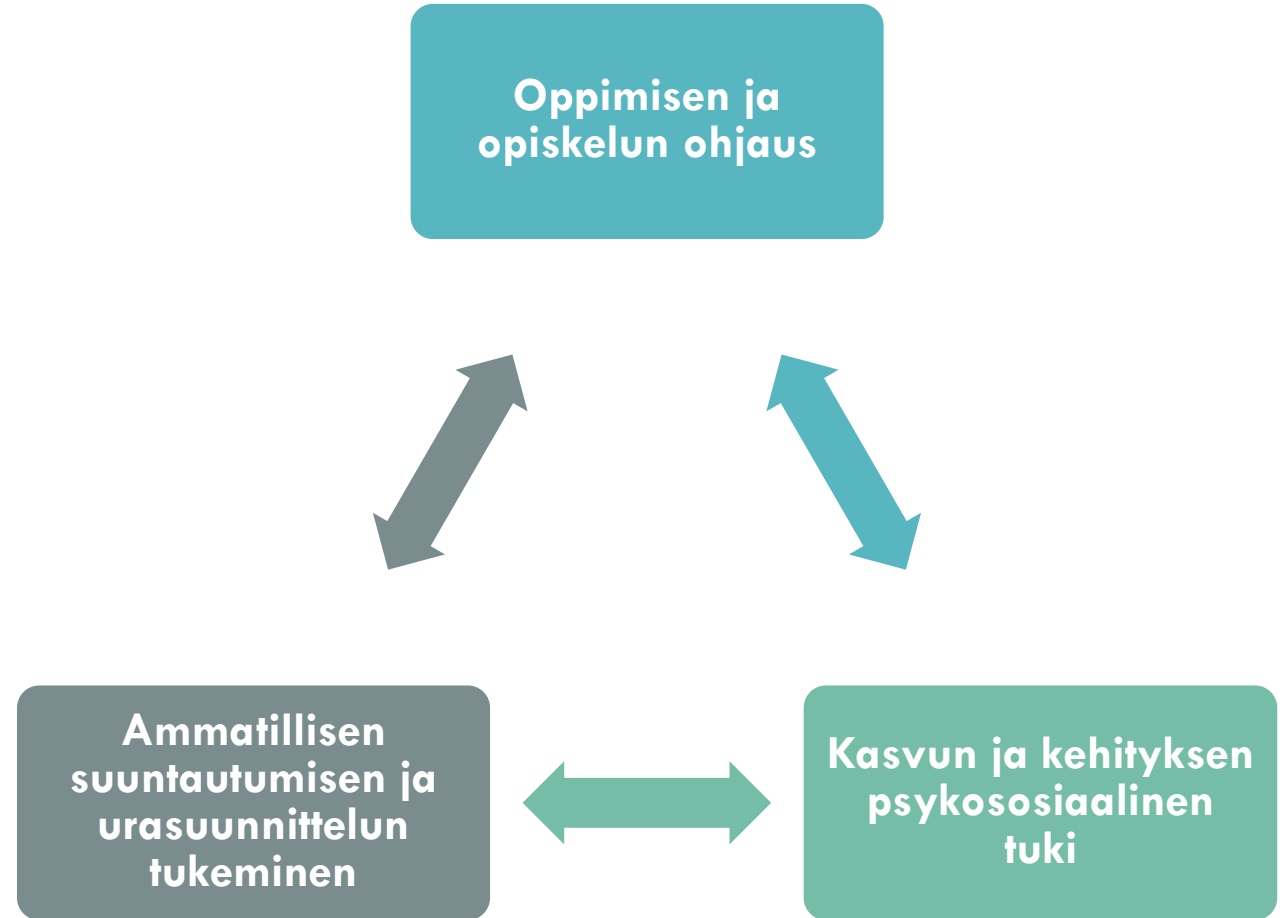 Oppimisen ja
opiskelun ohjaus
Ammatillisen
suuntautumisen ja
urasuunnittelun
tukeminen
Kasvun ja kehityksen
psykososiaalinen
tuki